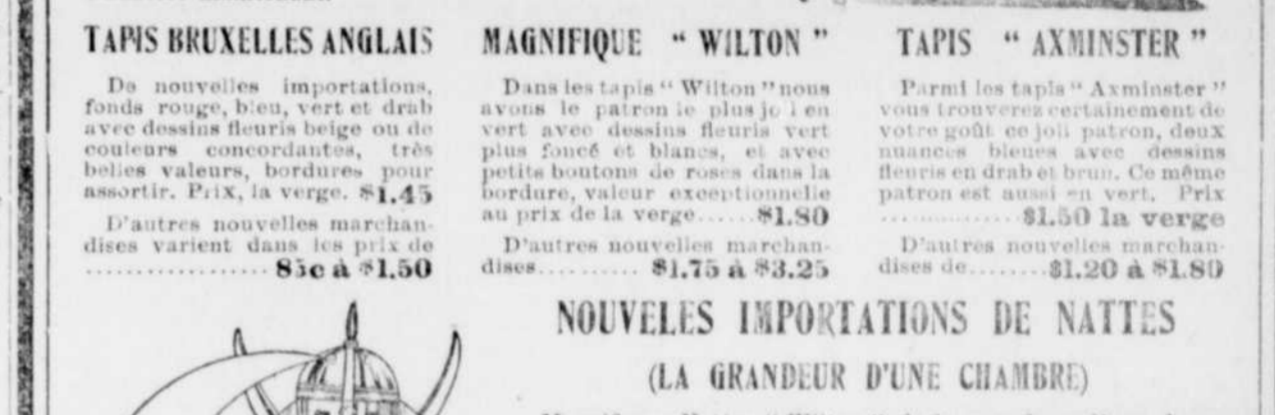 TAPIS BRUXELLES ANGLAIS
De nouvelles importations,
fonds rouge, bleu, vert et drab
avec dessins fleuris beige ou de
couleurs concordantes, très
belles valeurs, bordures pour
assortir. Prix, la verge. $1.45
D'autres nouvelles marchan-
dises varient dans les prix de
.................. 85c à $1.50
MAGNIFIQUE " WILTON "
Dans les tapis " Wilton " nous
avons le patron le plus joli en
vert avec dessins fleuris vert
plus foncé et blancs, et avec
petits boutons de roses dans la
bordure, valeur exceptionnelle
au prix de la verge......$1.80
D'autres nouvelles marchan-
dises.......... $1.75 à $3.25
TAPIS " AXMINSTER "
Parmi les tapis " Axminster "
vous trouverez certainement de
votre goût ce joli patron, deux
nuances bleues avec dessins
fleuris en drab et brun. Ce même
patron est aussi en vert. Prix
.............. $1.50 la verge
D'autres nouvelles marchan-
dises de........$1.20 à $1.80
NOUVELES IMPORTATIONS DE NATTES
(LA GRANDEUR D'UNE CHAMBRE)